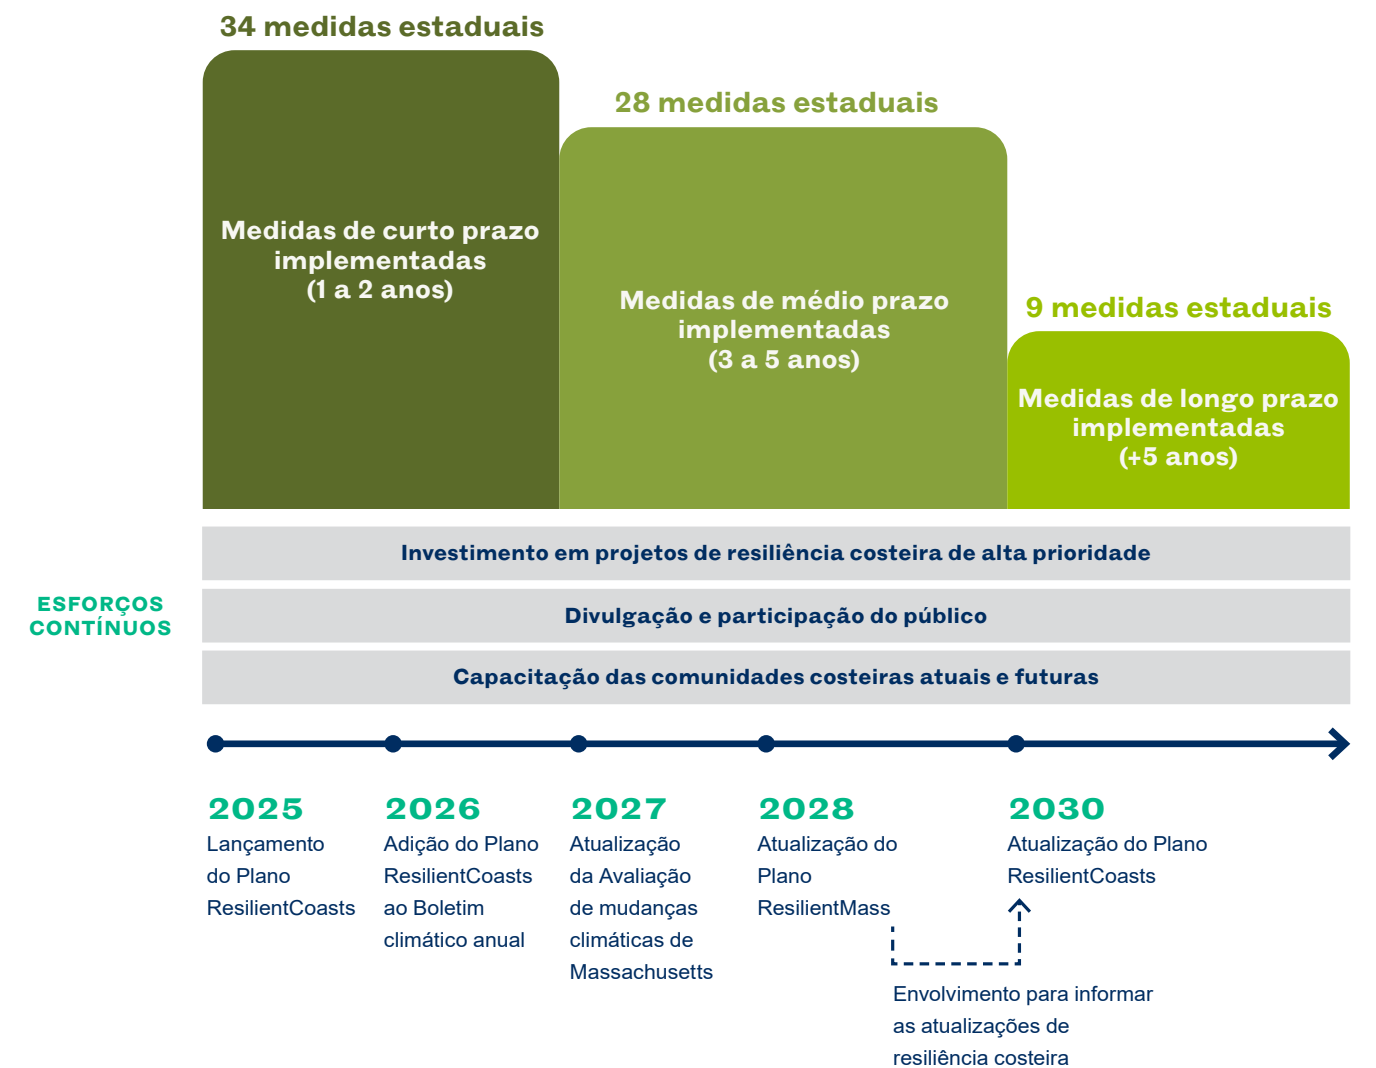 34 medidas estaduais
Medidas de curto prazo
implementadas
(1 a 2 anos)
28 medidas estaduais
Medidas de médio prazo
implementadas
(3 a 5 anos)
9 medidas estaduais
Medidas de longo prazo
implementadas
(+5 anos)
ESFORÇOS
CONTÍNUOS
Investimento em projetos de resiliência costeira de alta prioridade
Divulgação e participação do público
Capacitação das comunidades costeiras atuais e futuras
2025
Lançamento
do Plano
ResilientCoasts
2026
Adição do Plano
ResilientCoasts
ao Boletim
climático anual
2027
Atualização
da Avaliação
de mudanças
climáticas de
Massachusetts
2028
Atualização do
Plano
ResilientMass
2030
Atualização do Plano
ResilientCoasts
Envolvimento para informar
as atualizações de
resiliência costeira